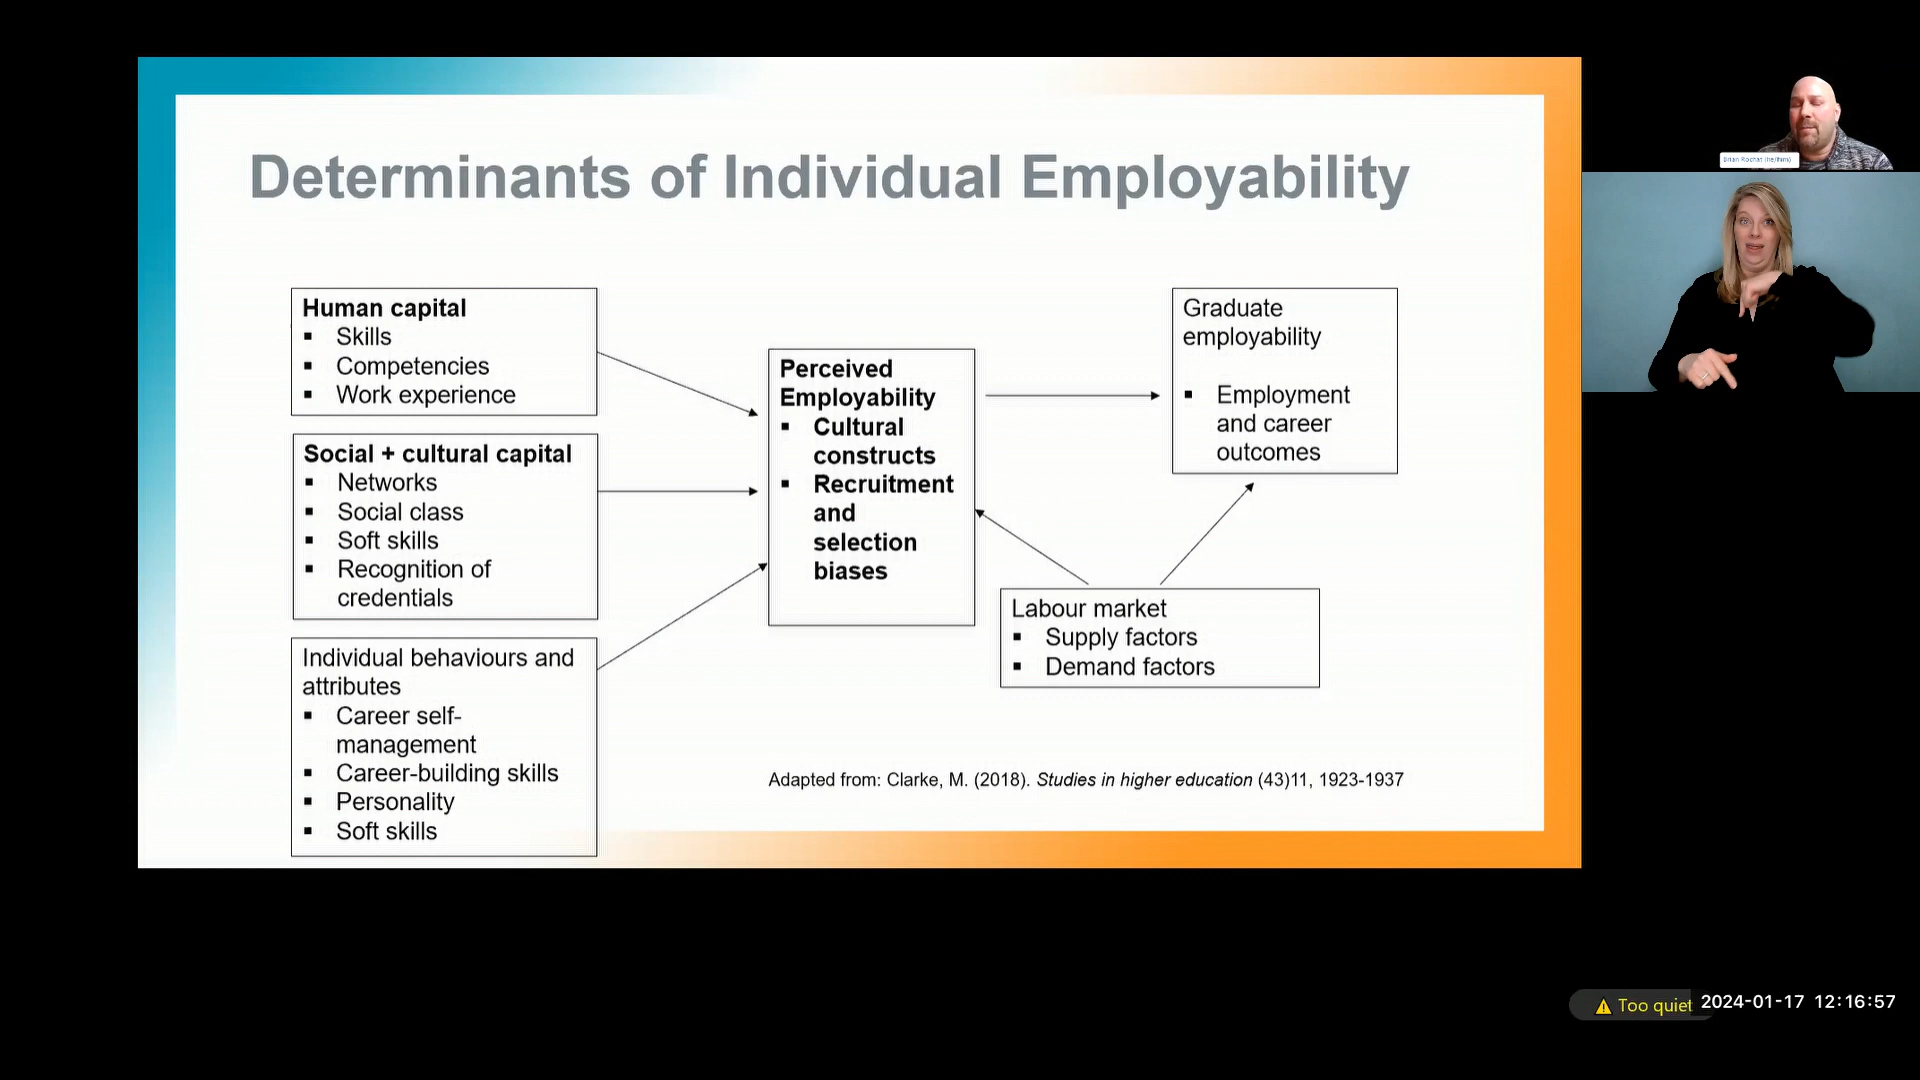 Determinants of Individual Employability
Human capital
▪ Skills
▪ Competencies
▪ Work experience
Social + cultural capital
▪ Networks
▪ Social class
▪ Soft skills
▪ Recognition of
credentials
Individual behaviours and
attributes
▪ Career self-
management
▪ Career-building skills
▪ Personality
▪ Soft skills
Perceived
Employability
▪ Cultural
constructs
▪ Recruitment
and
selection
biases
Graduate
employability
▪ Employment
and career
outcomes
Labour market
▪ Supply factors
▪ Demand factors
Adapted from: Clarke, M. (2018). Studies in higher education (43)11, 1923-1937
Brian Rochat (he/him)
Too quiet
2024-01-17 12:16:57